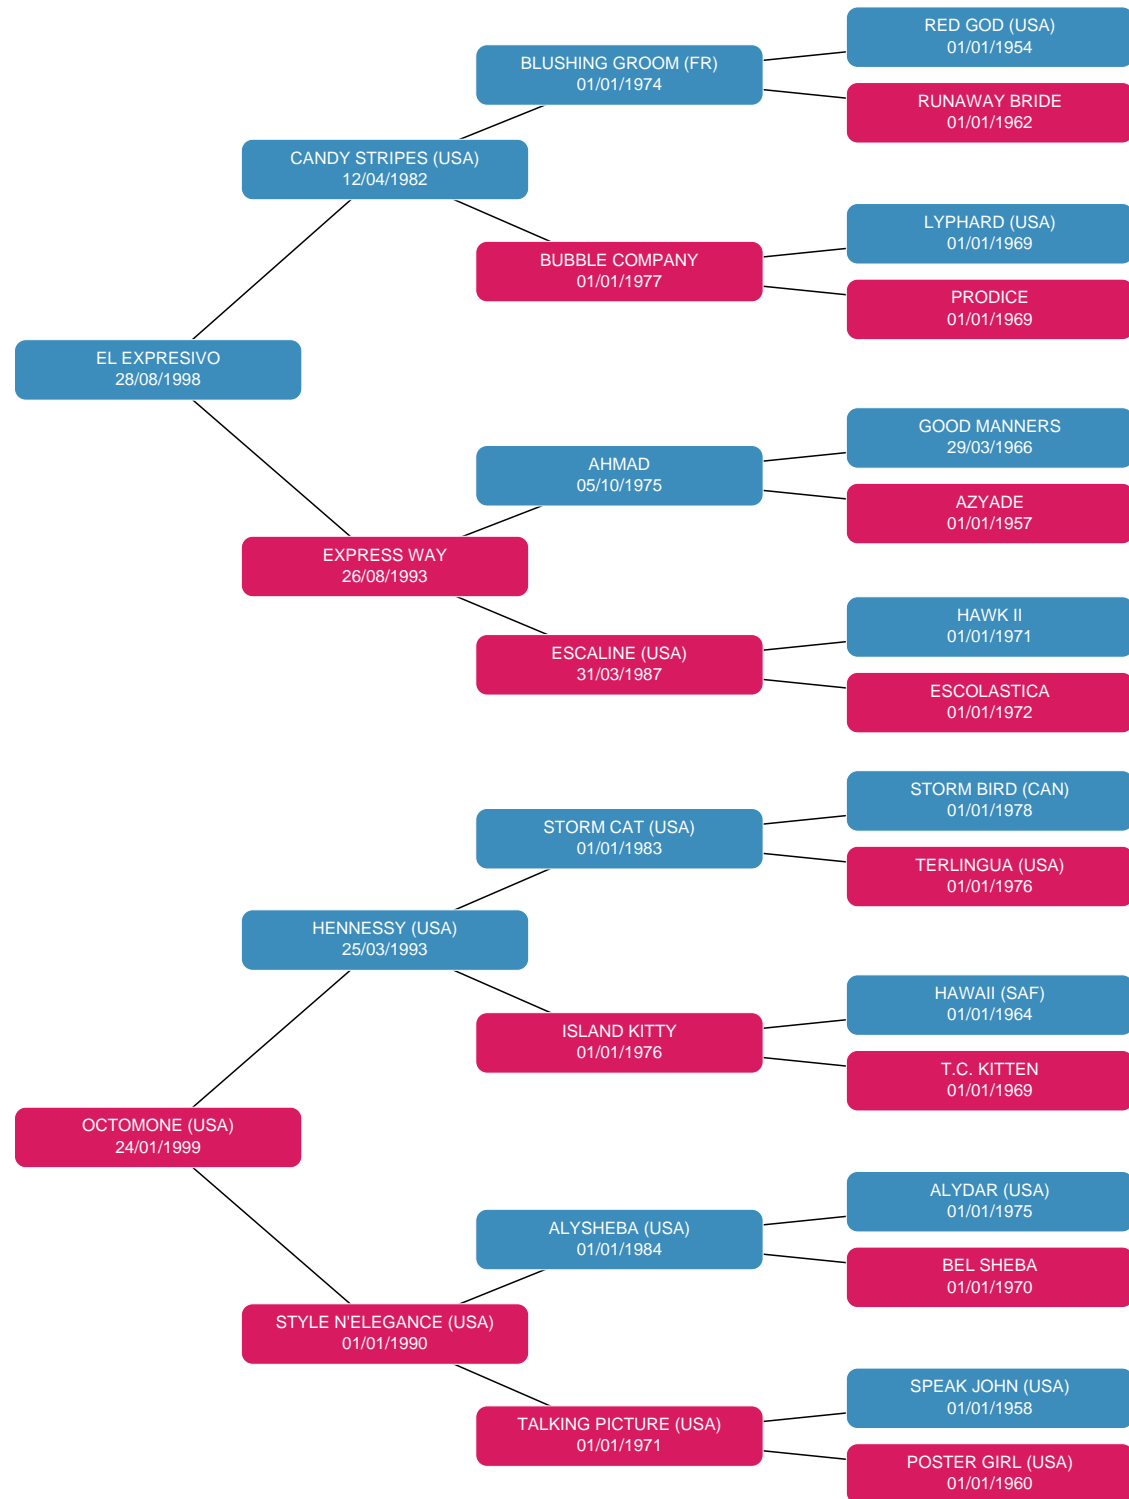 RED GOD (USA)
01/01/1954
BLUSHING GROOM (FR)
01/01/1974
RUNAWAY BRIDE
01/01/1962
CANDY STRIPES (USA)
12/04/1982
LYPHARD (USA)
01/01/1969
BUBBLE COMPANY
01/01/1977
PRODICE
01/01/1969
EL EXPRESIVO
28/08/1998
GOOD MANNERS
29/03/1966
AHMAD
05/10/1975
AZYADE
01/01/1957
EXPRESS WAY
26/08/1993
HAWK II
01/01/1971
ESCALINE (USA)
31/03/1987
ESCOLASTICA
01/01/1972
STORM BIRD (CAN)
01/01/1978
STORM CAT (USA)
01/01/1983
TERLINGUA (USA)
01/01/1976
HENNESSY (USA)
25/03/1993
HAWAII (SAF)
01/01/1964
ISLAND KITTY
01/01/1976
T.C. KITTEN
01/01/1969
OCTOMONE (USA)
24/01/1999
ALYDAR (USA)
01/01/1975
ALYSHEBA (USA)
01/01/1984
BEL SHEBA
01/01/1970
STYLE N'ELEGANCE (USA)
01/01/1990
SPEAK JOHN (USA)
01/01/1958
TALKING PICTURE (USA)
01/01/1971
POSTER GIRL (USA)
01/01/1960